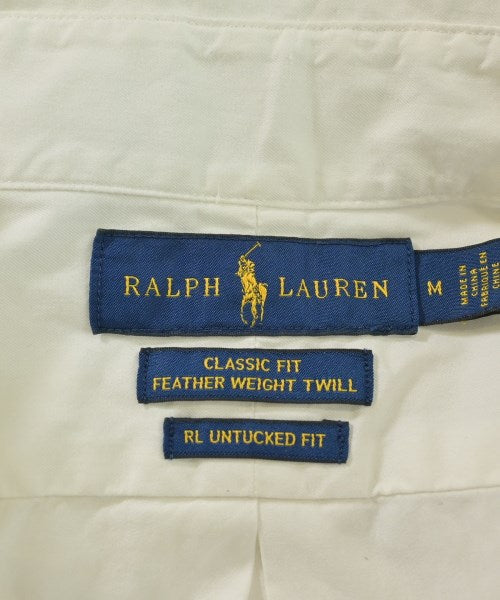 RALPH LAUREN
M
MADE IN
CHINA
FABRIQUÉ EN
CHINE
CLASSIC FIT
FEATHER WEIGHT TWILL
RL UNTUCKED FIT